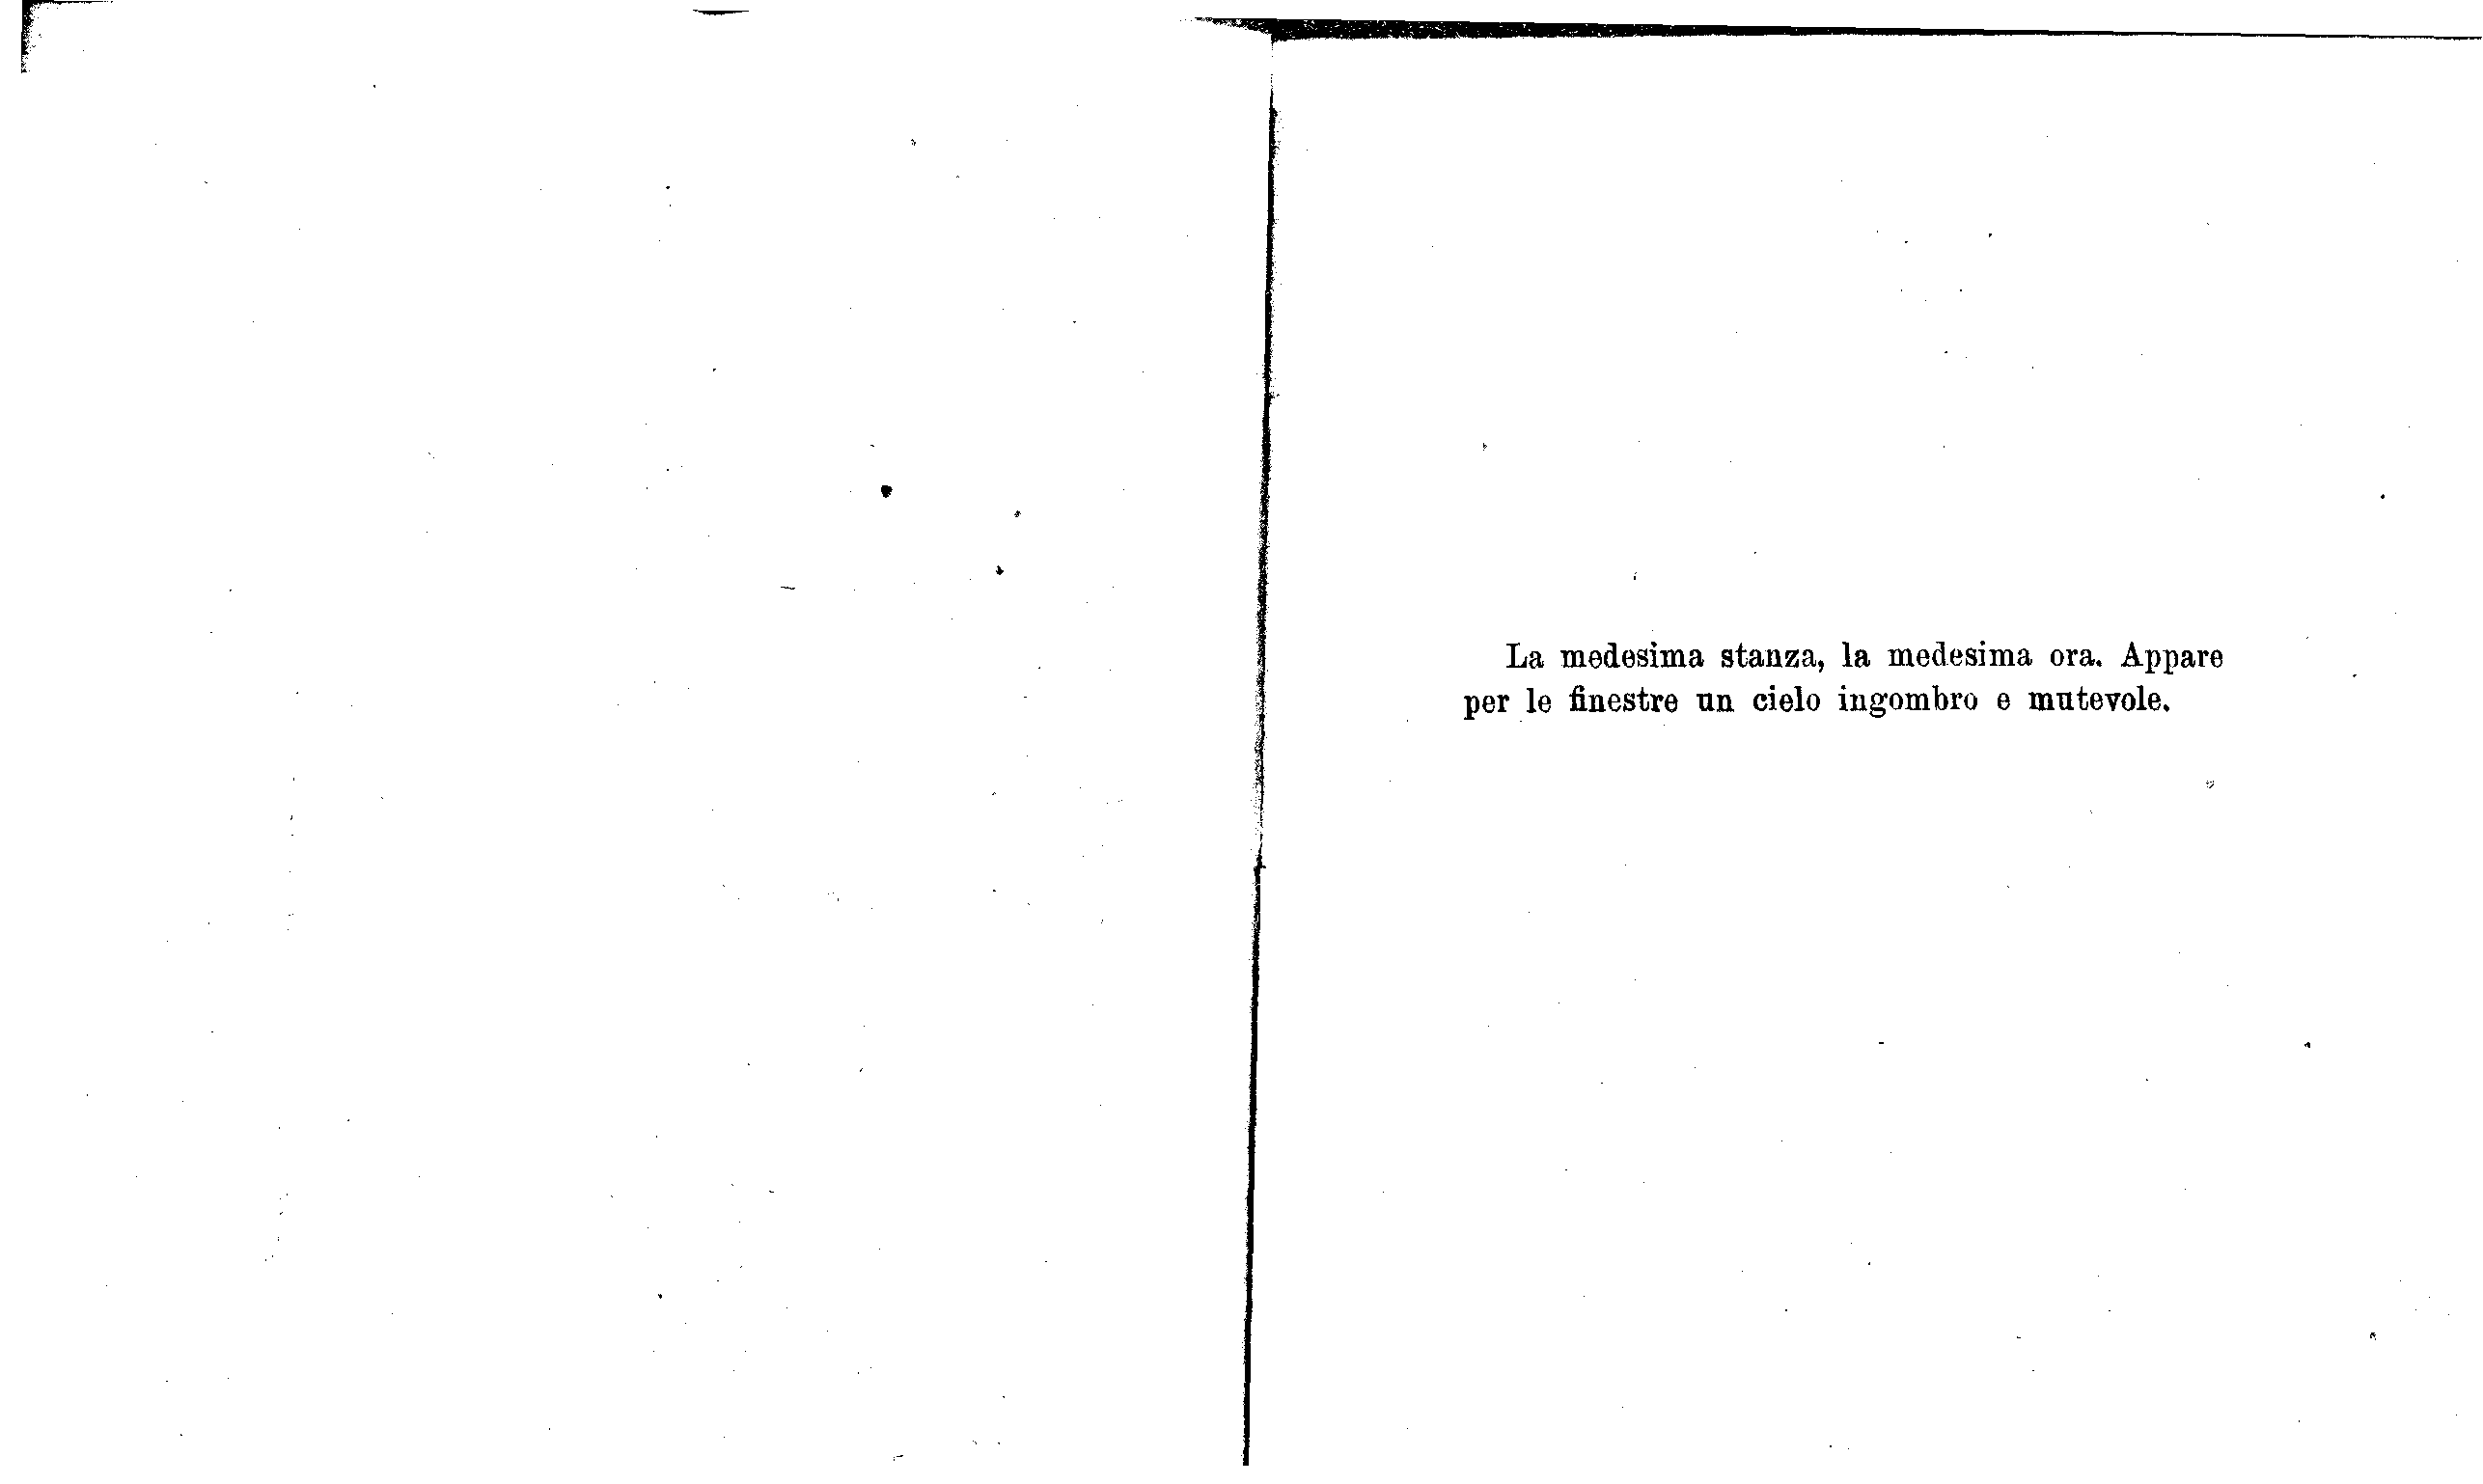 La medesima stanza, la medesima ora. Appare
per le finestre un cielo ingombro e mutevole.